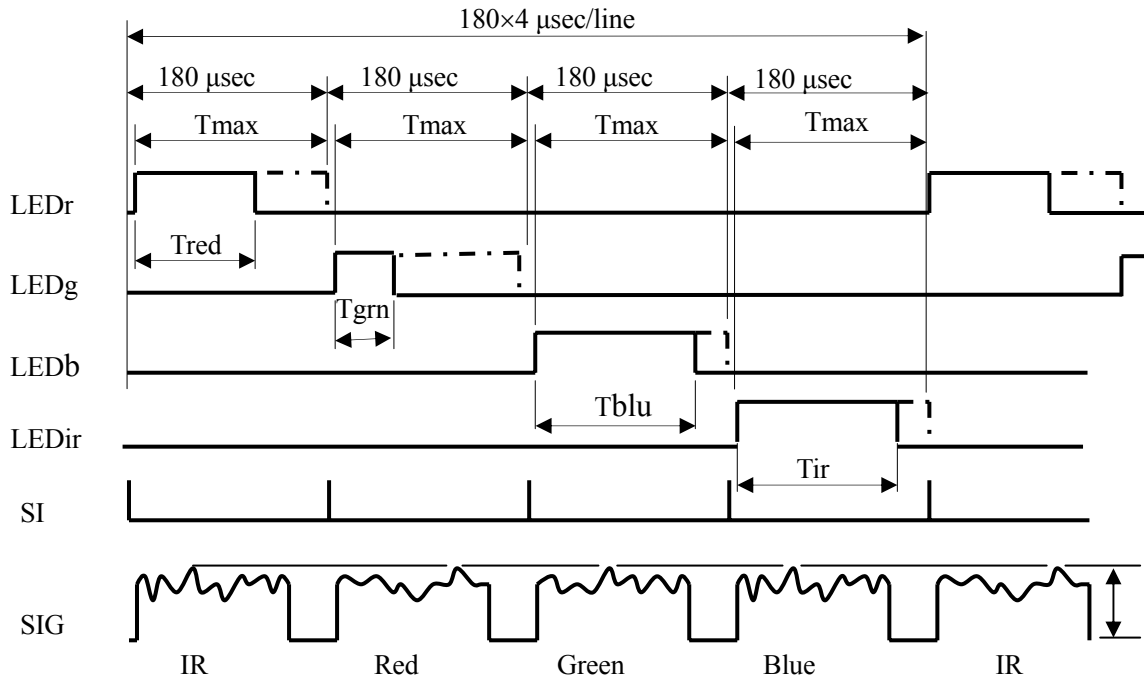 180×4 μsec/line
180 μsec 180 μsec 180 μsec 180 μsec
Tmax Tmax Tmax Tmax
LEDr
Tred
LEDg
Tgrn
LEDb
Tblu
LEDir
Tir
SI
SIG
IR Red Green Blue IR